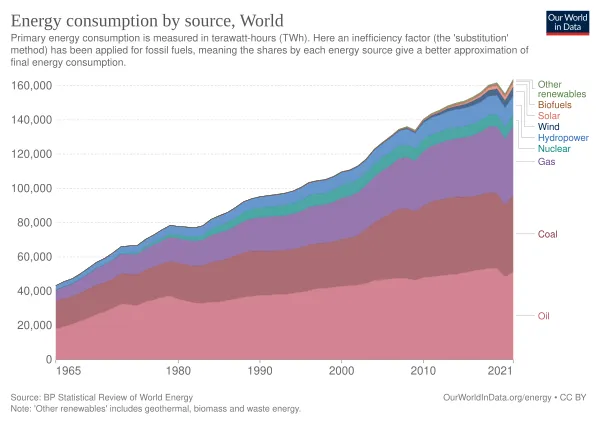 Energy consumption by source, World
Our World
in Data
Primary energy consumption is measured in terawatt-hours (TWh). Here an inefficiency factor (the 'substitution'
method) has been applied for fossil fuels, meaning the shares by each energy source give a better approximation of
final energy consumption.
160,000
140,000
120,000
100,000
80,000
60,000
40,000
20,000
0
Other
renewables
Biofuels
Solar
Wind
Hydropower
Nuclear
Gas
Coal
Oil
1965
1980
1990
2000
2010
2021
Source: BP Statistical Review of World Energy
OurWorldInData.org/energy • CC BY
Note: 'Other renewables' includes geothermal, biomass and waste energy.